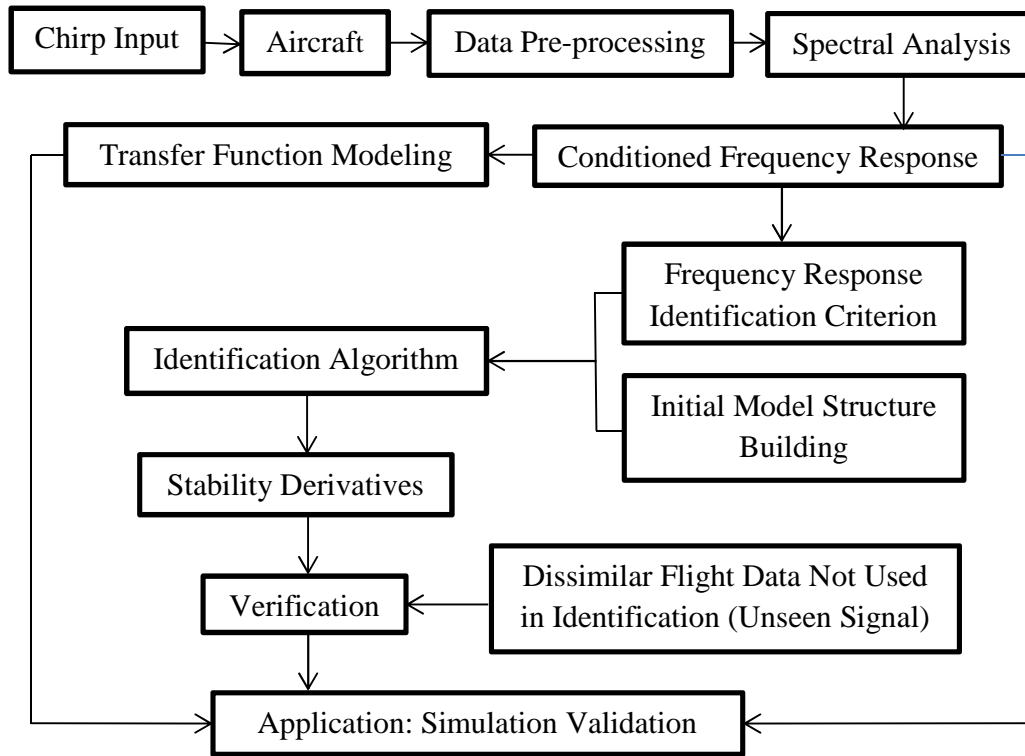 Chirp Input
Aircraft
Data Pre-processing
Spectral Analysis
Transfer Function Modeling
Conditioned Frequency Response
Frequency Response
Identification Criterion
Identification Algorithm
Initial Model Structure
Building
Stability Derivatives
Dissimilar Flight Data Not Used
in Identification (Unseen Signal)
Verification
Application: Simulation Validation